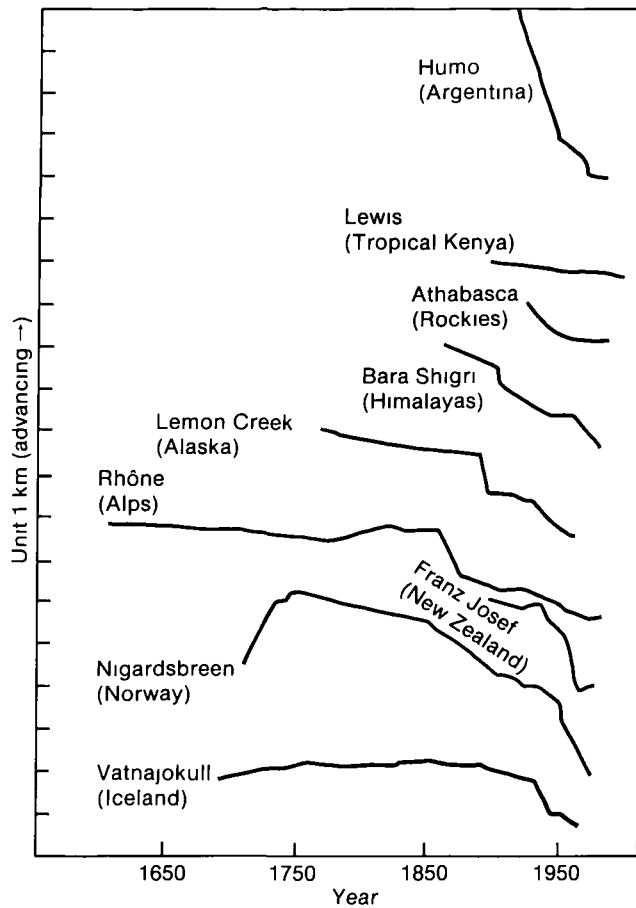 Humo
(Argentina)
Lewis
(Tropical Kenya)
Athabasca
(Rockies)
Bara Shigri
(Himalayas)
Lemon Creek
(Alaska)
Rhône
(Alps)
Franz Josef
(New Zealand)
Nigardsbreen
(Norway)
Vatnajokull
(Iceland)
Unit 1 km (advancing →)
1650 1750 1850 1950
Year